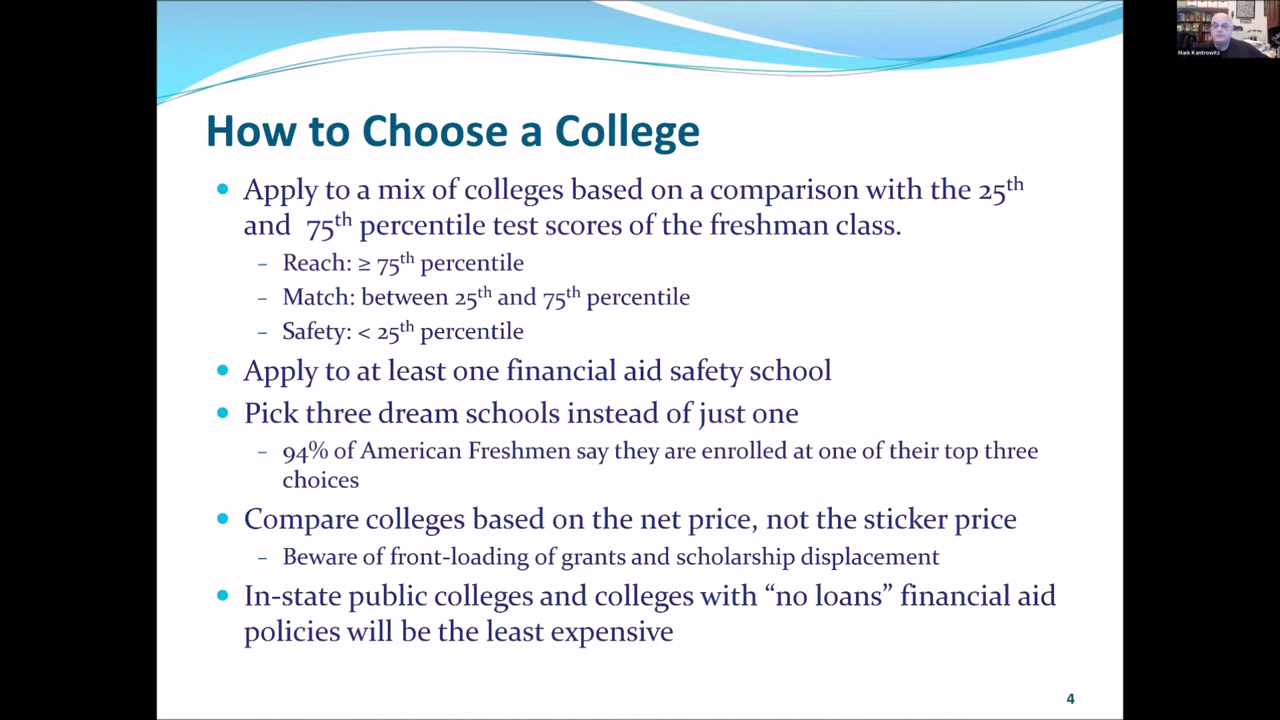 Mark Kantrowitz
How to Choose a College
• Apply to a mix of colleges based on a comparison with the 25th
and 75th percentile test scores of the freshman class.
– Reach: ≥ 75th percentile
– Match: between 25th and 75th percentile
– Safety: < 25th percentile
• Apply to at least one financial aid safety school
• Pick three dream schools instead of just one
– 94% of American Freshmen say they are enrolled at one of their top three
choices
• Compare colleges based on the net price, not the sticker price
– Beware of front-loading of grants and scholarship displacement
• In-state public colleges and colleges with “no loans” financial aid
policies will be the least expensive
4